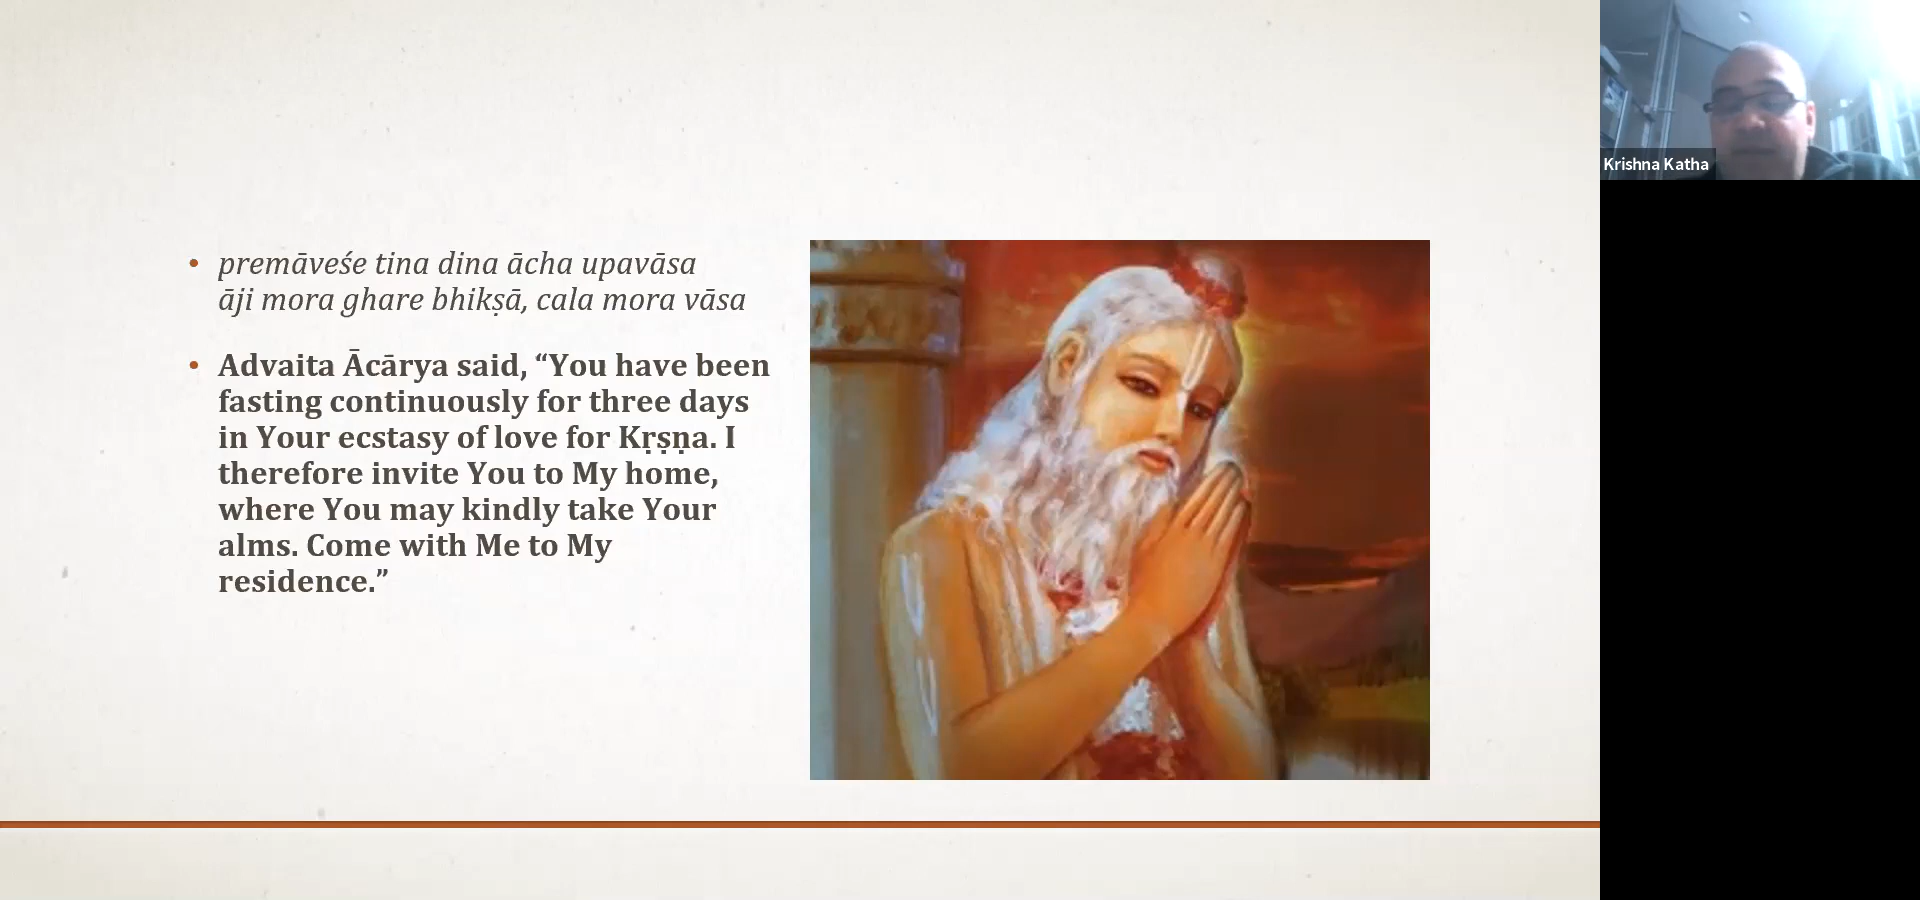 premāveśe tina dina ācha upavāsa
āji mora ghare bhikṣā, cala mora vāsa
Advaita Ācārya said, “You have been
fasting continuously for three days
in Your ecstasy of love for Kṛṣṇa. I
therefore invite You to My home,
where You may kindly take Your
alms. Come with Me to My
residence.”
Krishna Katha